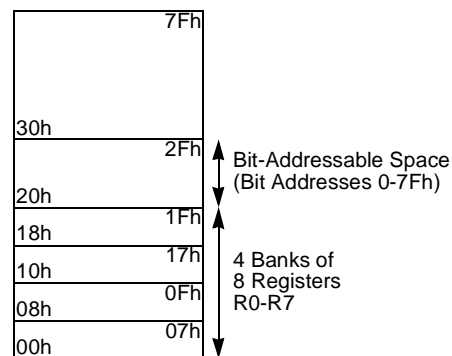 7Fh
30h
2Fh
Bit-Addressable Space
(Bit Addresses 0-7Fh)
20h
1Fh
18h
17h
10h
4 Banks of
8 Registers
R0-R7
0Fh
08h
07h
00h